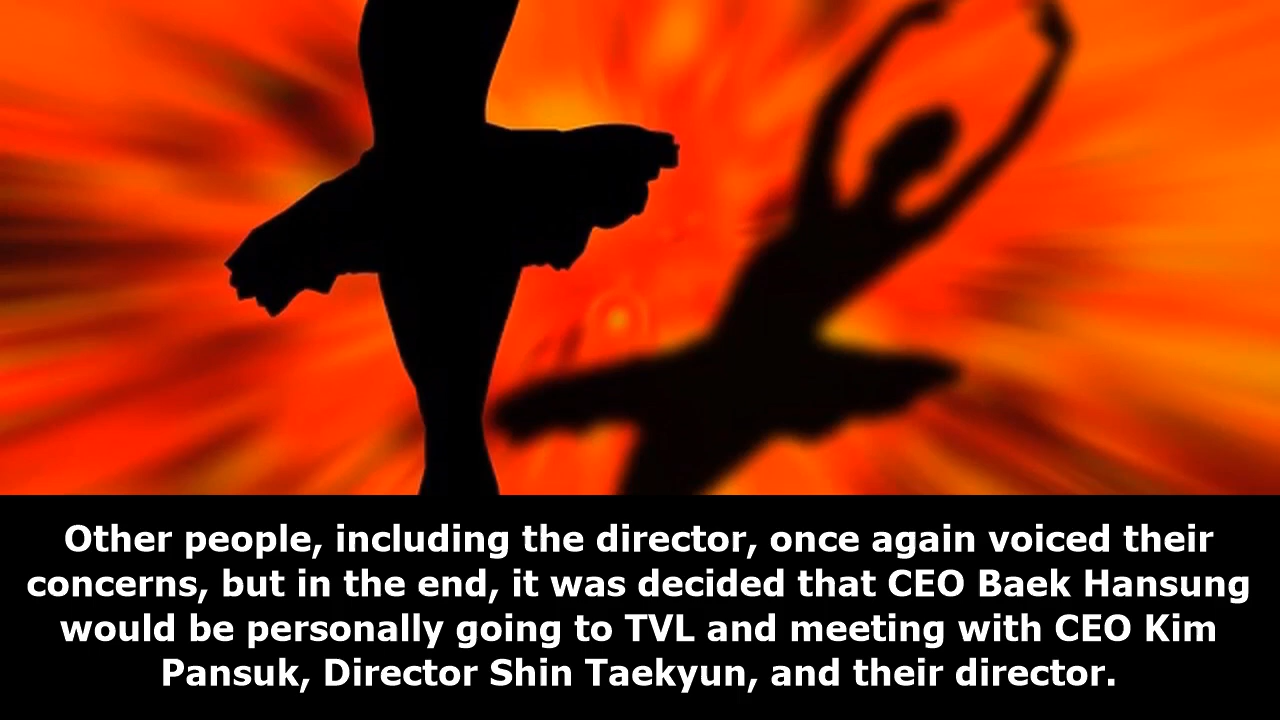 Other people, including the director, once again voiced their
concerns, but in the end, it was decided that CEO Baek Hansung
would be personally going to TVL and meeting with CEO Kim
Pansuk, Director Shin Taekyun, and their director.